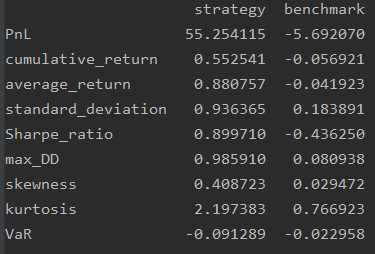 strategy benchmark
PnL 55.254115 -5.692070
cumulative_return 0.552541 -0.056921
average_return 0.880757 -0.041923
standard_deviation 0.936365 0.183891
Sharpe_ratio 0.899710 -0.436250
max_DD 0.985910 0.080938
skewness 0.408723 0.029472
kurtosis 2.197383 0.766923
VaR -0.091289 -0.022958